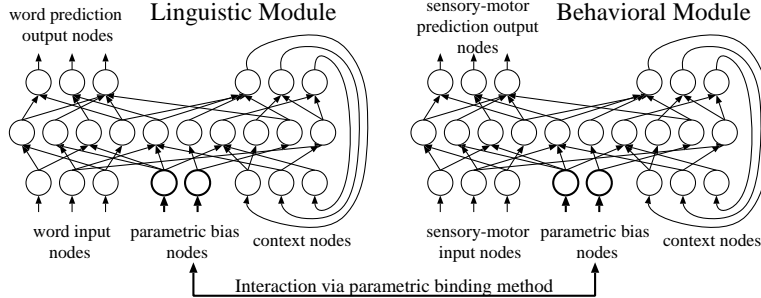 word prediction
output nodes
Linguistic Module
word input
nodes
parametric bias
nodes
context nodes
sensory-motor
prediction output
nodes
Behavioral Module
sensory-motor
input nodes
parametric bias
nodes
context nodes
Interaction via parametric binding method